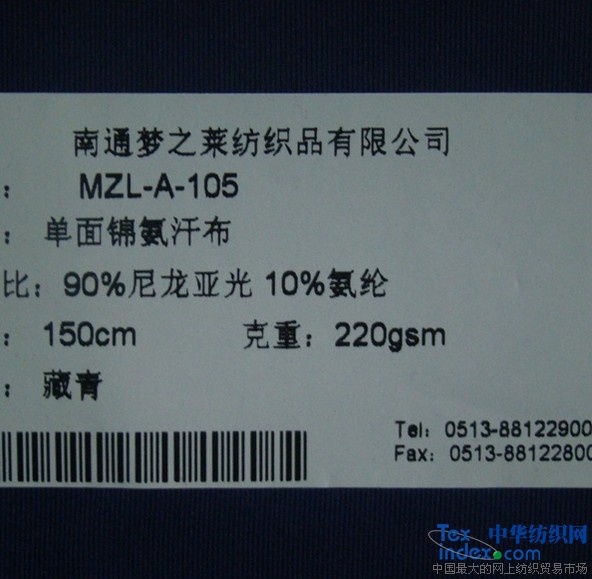 南通梦之莱纺织品有限公司
: MZL-A-105
: 单面锦氨汗布
比: 90%尼龙亚光 10%氨纶
: 150cm 克重: 220gsm
: 藏青
Tel: 0513-88122900
Fax: 0513-88122800
Tex 中华纺织网
index.com
中国最大的网上纺织贸易市场